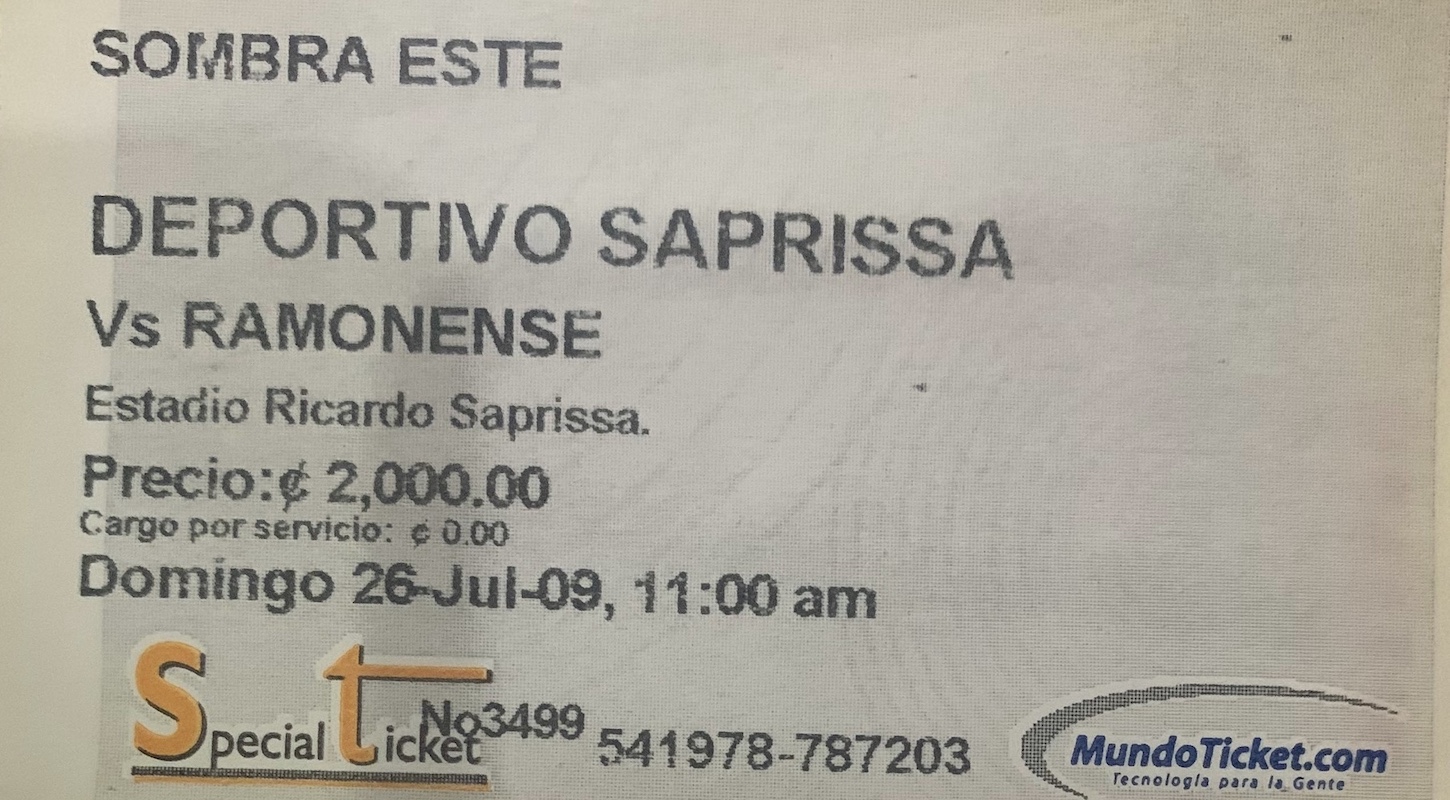 SOMBRA ESTE
DEPORTIVO SAPRISSA
Vs RAMONENSE
Estadio Ricardo Saprissa.
Precio:¢ 2,000.00
Cargo por servicio: ¢ 0.00
Domingo 26-Jul-09, 11:00 am
Special ticket
No3499
541978-787203
MundoTicket.com
Tecnología para la Gente